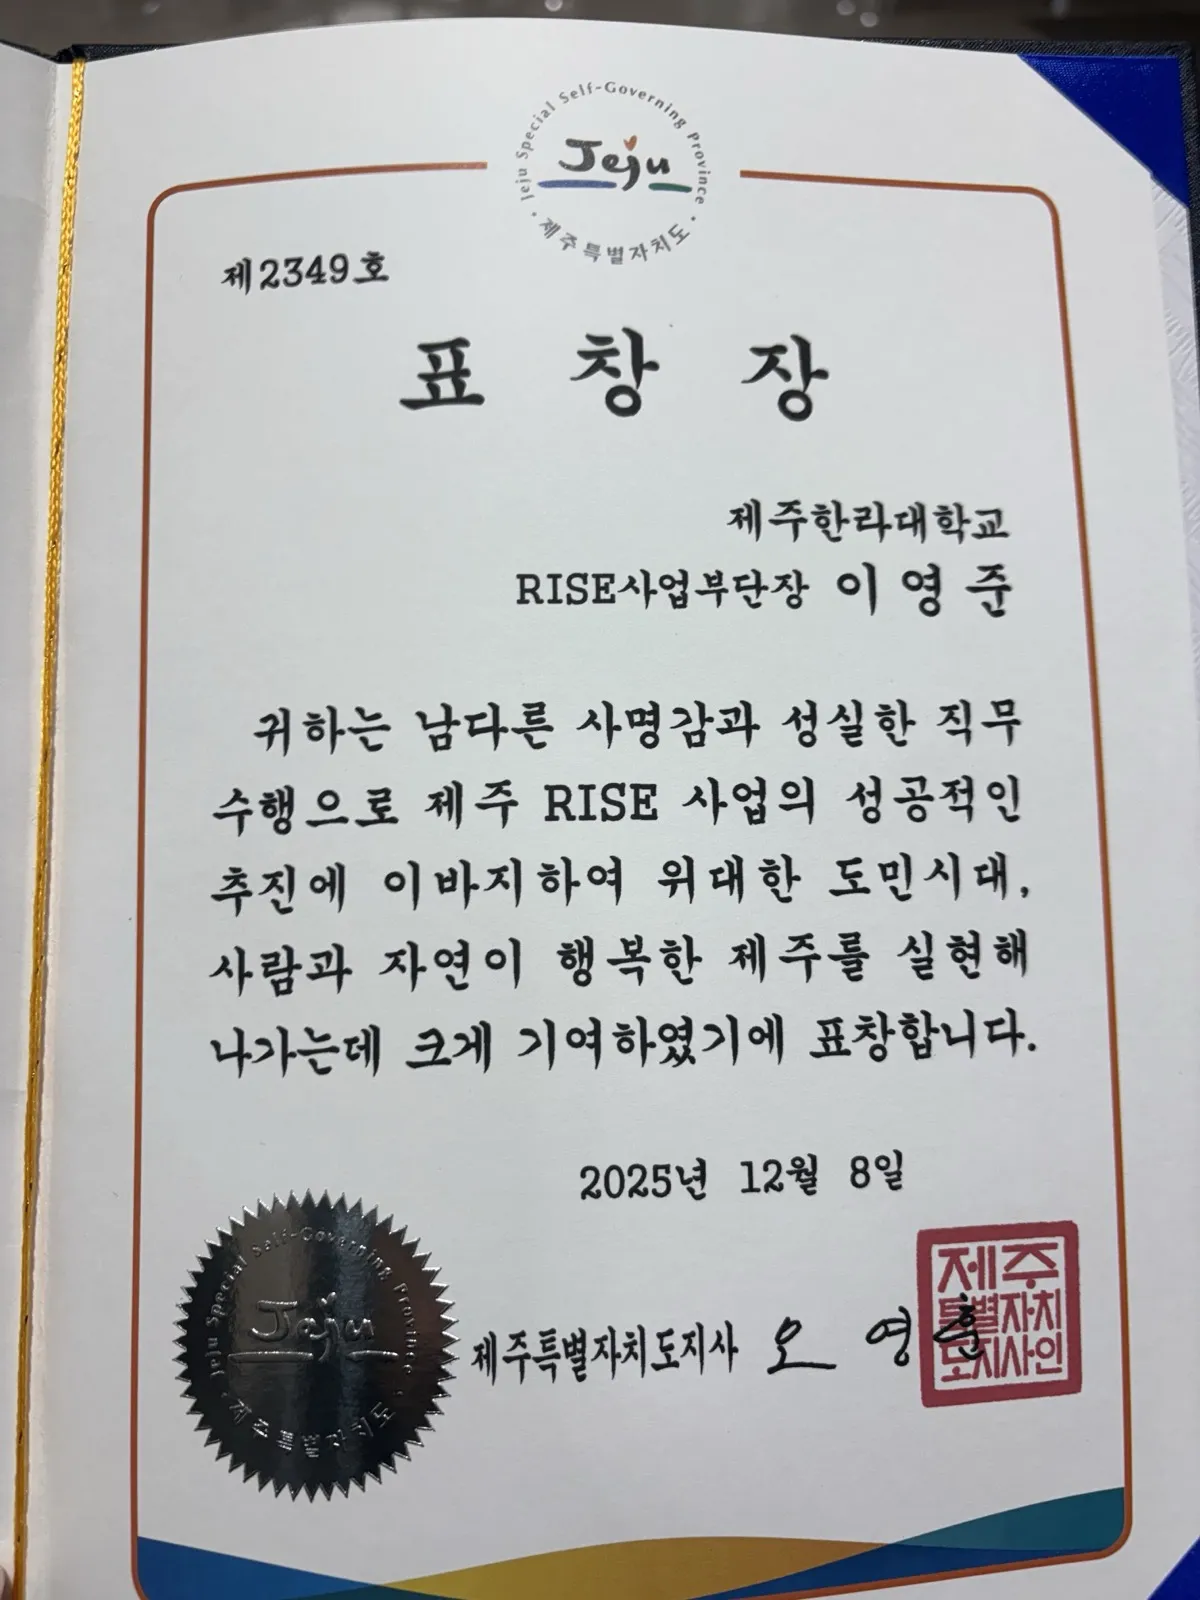 Jeju Special Self-Governing Province
Jeju
제주특별자치도
제2349호
표 창 장
제주한라대학교
RISE사업부단장 이 영 준
귀하는 남다른 사명감과 성실한 직무
수행으로 제주 RISE 사업의 성공적인
추진에 이바지하여 위대한 도민시대,
사람과 자연이 행복한 제주를 실현해
나가는데 크게 기여하였기에 표창합니다.
2025년 12월 8일
제주특별자치도지사 오 영 훈
제주
특별자치
도지사인
Jeju Special Self-Governing Province
Jeju
제주특별자치도